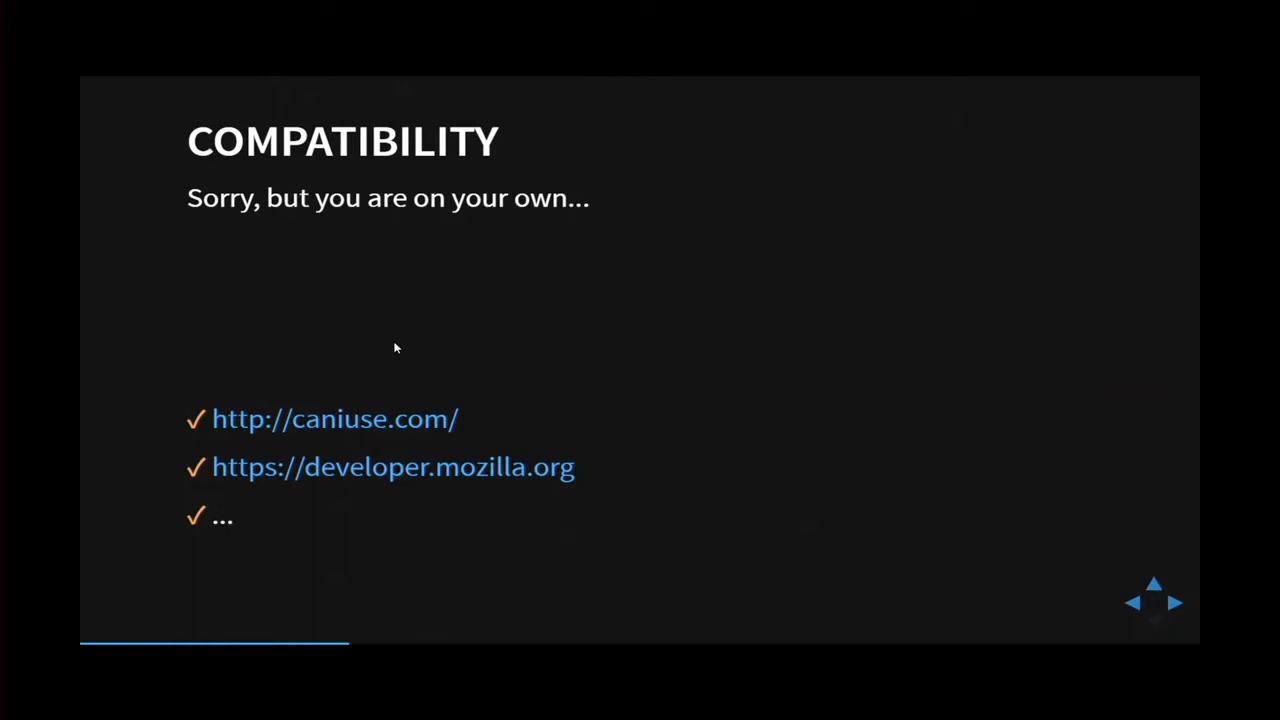 COMPATIBILITY
Sorry, but you are on your own...
✓ http://caniuse.com/
✓ https://developer.mozilla.org
✓ ...